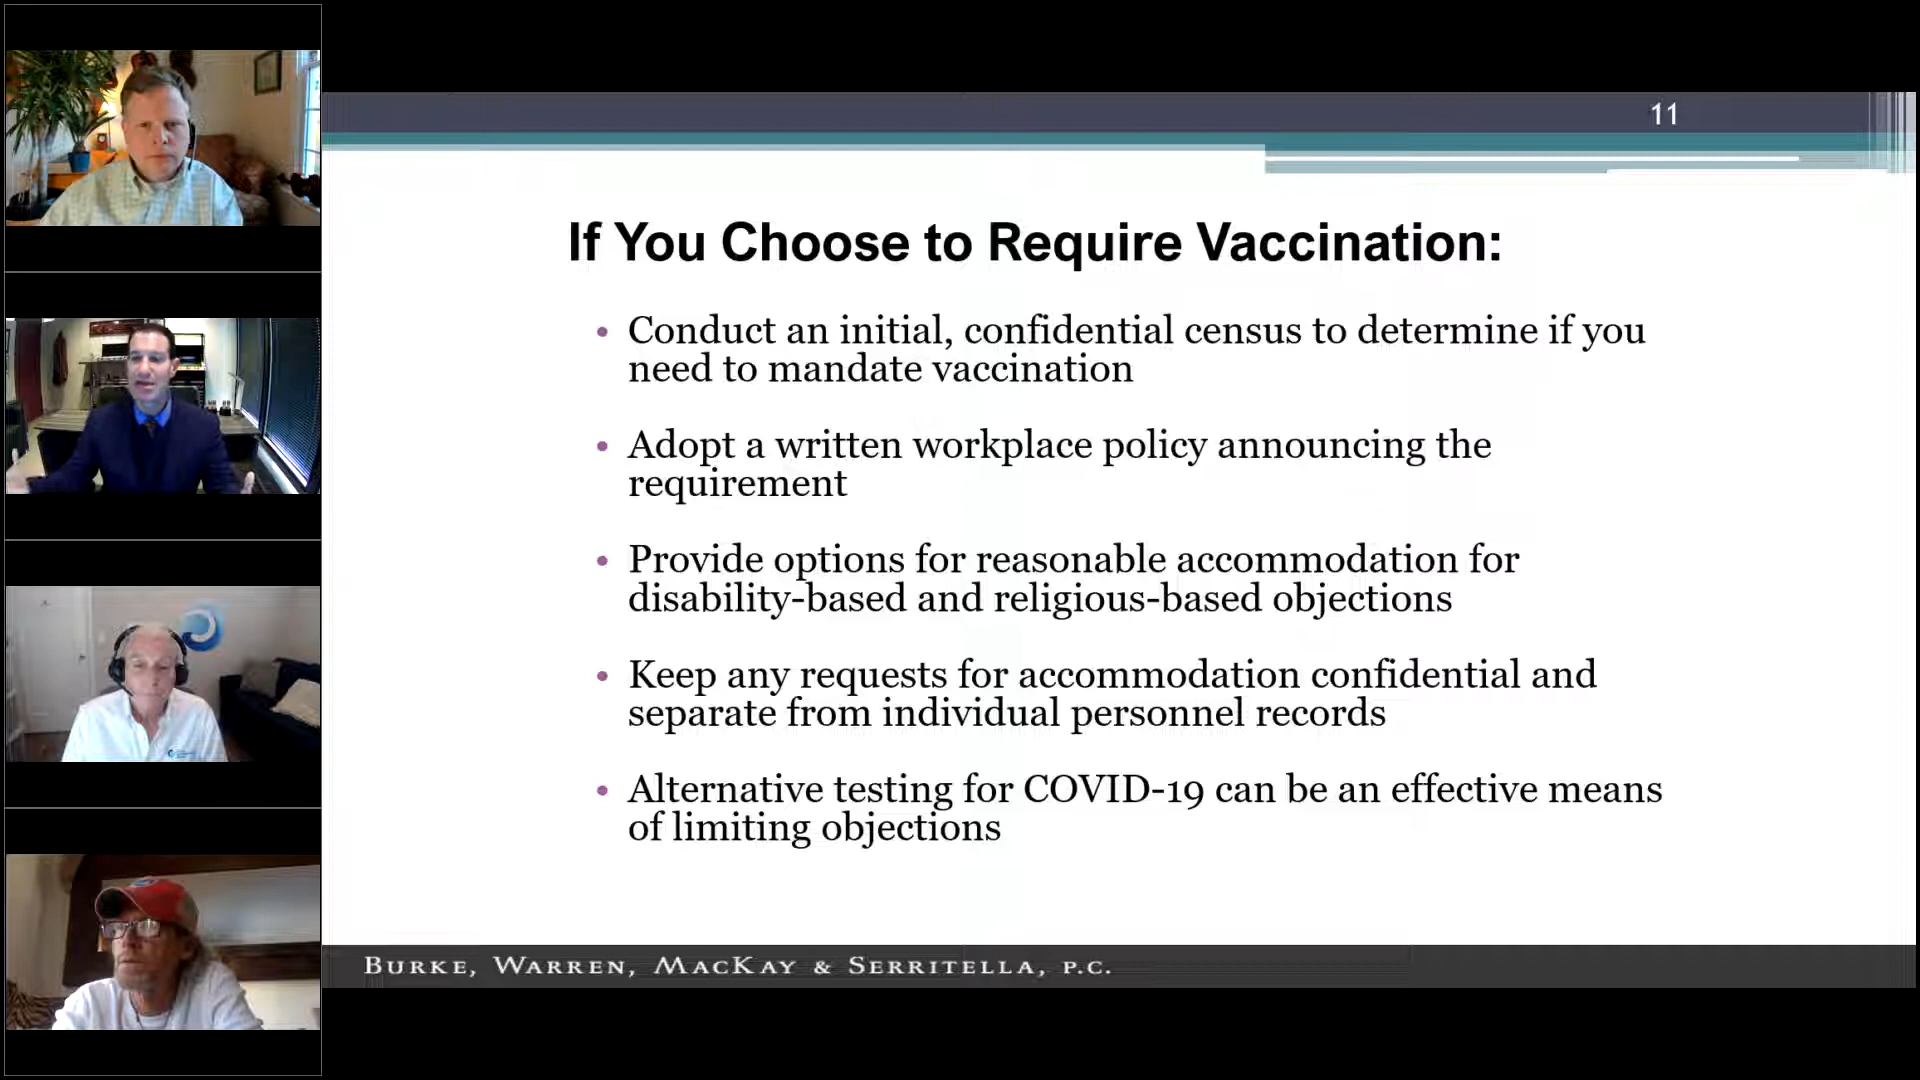 11
If You Choose to Require Vaccination:
• Conduct an initial, confidential census to determine if you
need to mandate vaccination
• Adopt a written workplace policy announcing the
requirement
• Provide options for reasonable accommodation for
disability-based and religious-based objections
• Keep any requests for accommodation confidential and
separate from individual personnel records
• Alternative testing for COVID-19 can be an effective means
of limiting objections
BURKE, WARREN, MACKAY & SERRITELLA, P.C.